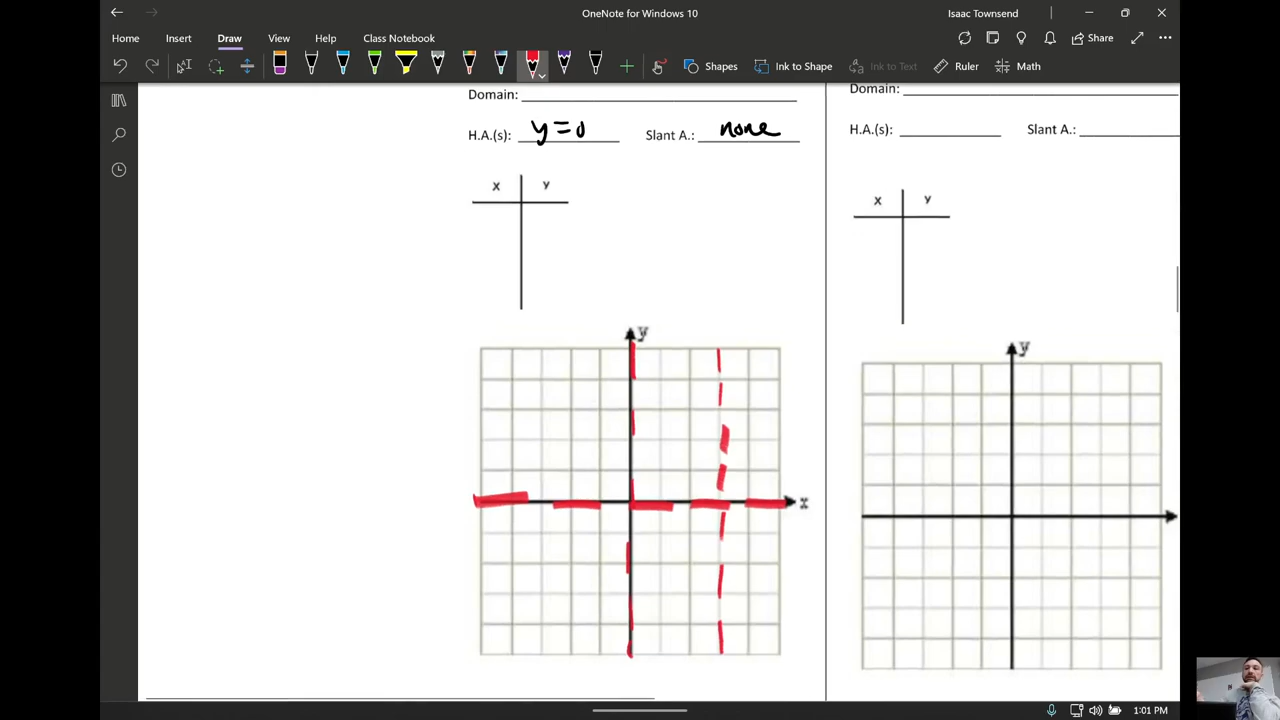 OneNote for Windows 10
Isaac Townsend
Home Insert Draw View Help Class Notebook
Share
Shapes Ink to Shape Ink to Text Ruler Math
Domain:
H.A.(s): y=0 Slant A.: none
x y
y
x
Domain:
H.A.(s): Slant A.:
x y
y
1:01 PM